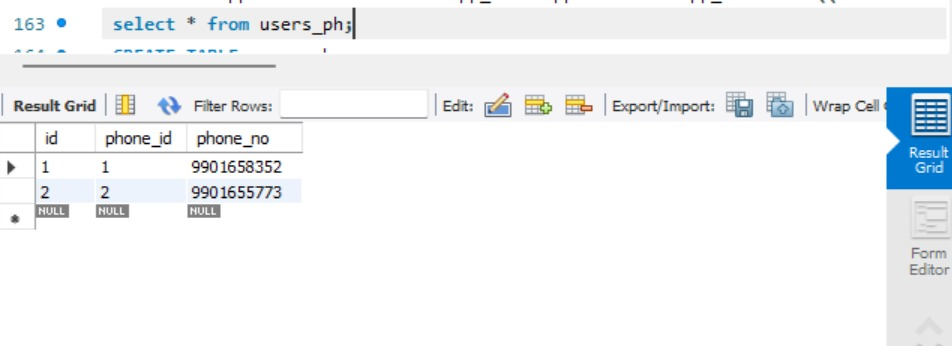 163 select * from users_ph;
Result Grid Filter Rows: Edit: Export/Import: Wrap Cell
id phone_id phone_no
1 1 9901658352
2 2 9901655773
NULL NULL NULL
Result Grid
Form Editor